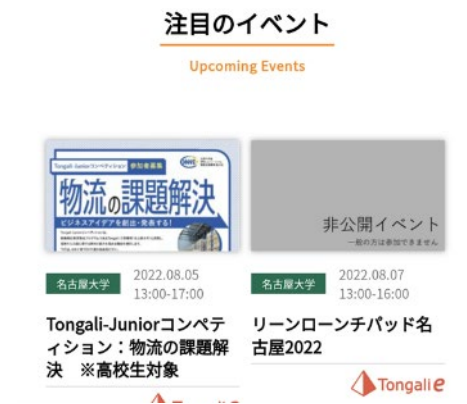 注目のイベント
Upcoming Events
Tongali-Juniorコンペティション 参加者募集
物流の課題解決
ビジネスアイデアを創出・発表する!
非公開イベント
一般の方は参加できません
名古屋大学
2022.08.05
13:00-17:00
Tongali-Juniorコンペテ
ィション：物流の課題解
決 ※高校生対象
名古屋大学
2022.08.07
13:00-16:00
リーンローンチパッド名
古屋2022
Tongali e